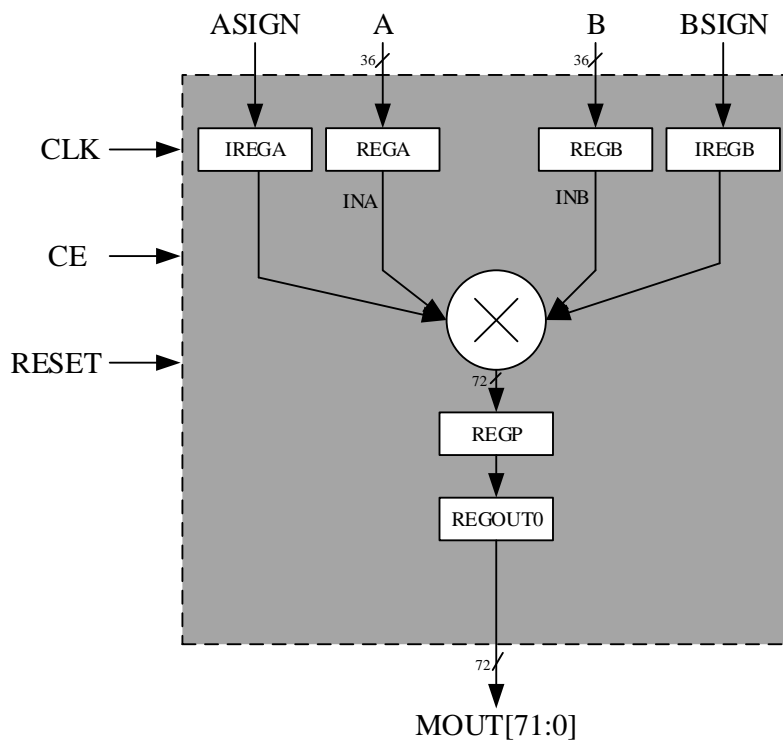 ASIGN A B BSIGN
36 36
CLK IREGA REGA REGB IREGB
INA INB
CE
RESET
72
REGP
REGOUT0
72
MOUT[71:0]